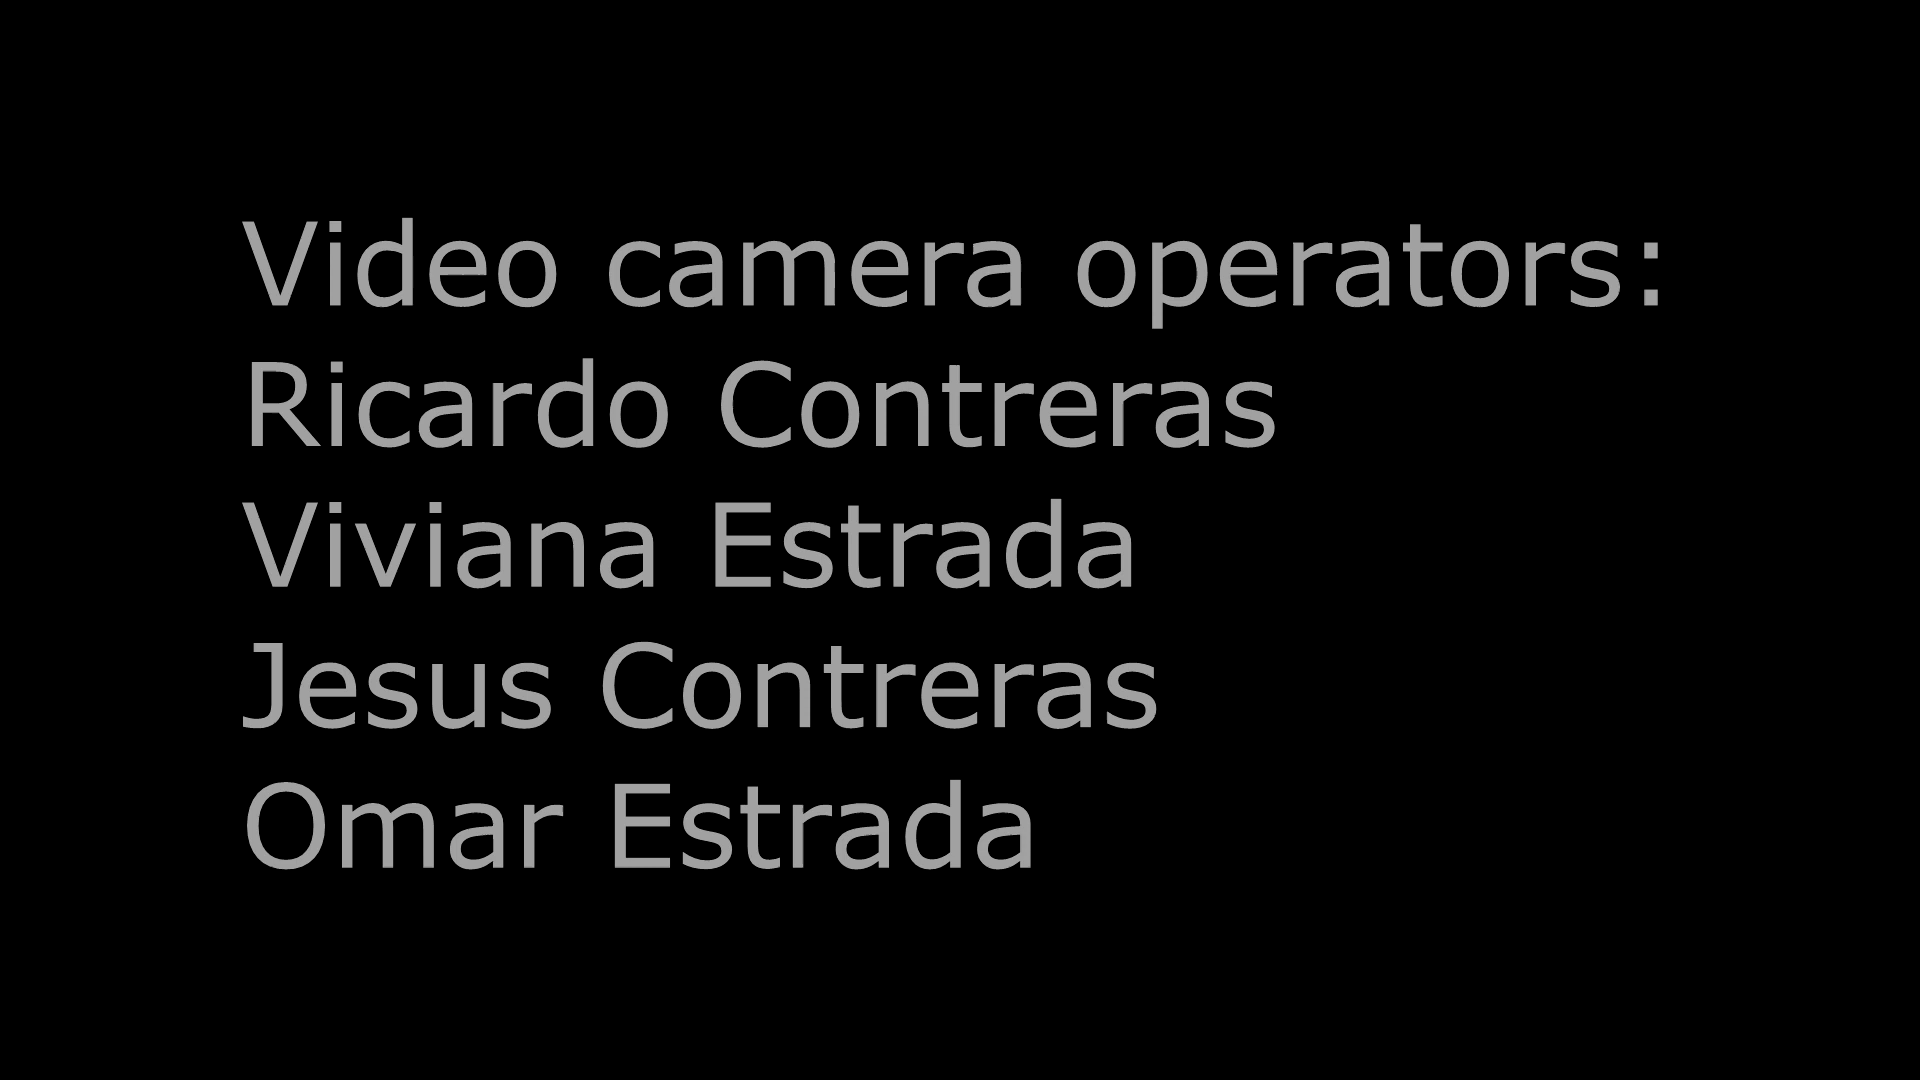 Video camera operators:
Ricardo Contreras
Viviana Estrada
Jesus Contreras
Omar Estrada